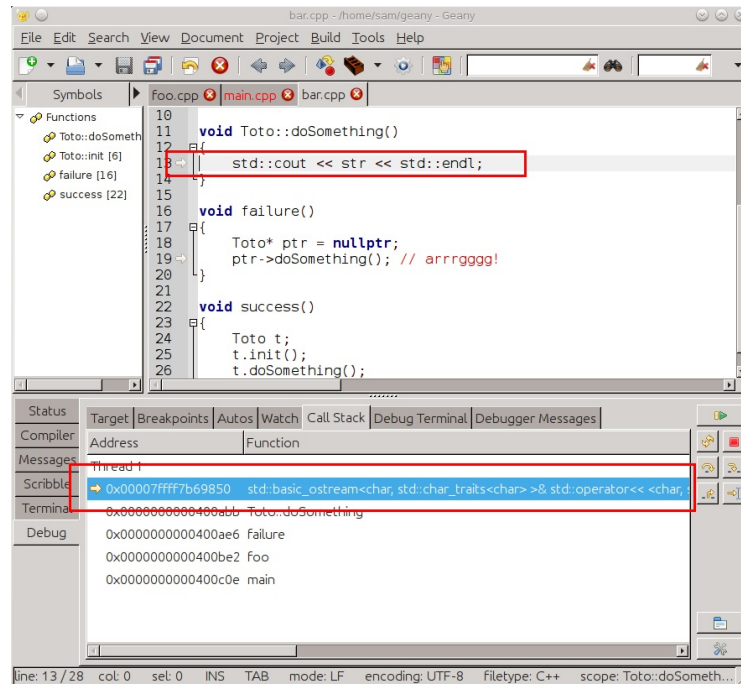 bar.cpp - /home/sam/geany - Geany
File Edit Search View Document Project Build Tools Help
Symbols foo.cpp main.cpp bar.cpp
Functions
Toto::doSometh
Toto::init [6]
failure [16]
success [22]
10
11 void Toto::doSomething()
12 {
13 std::cout << str << std::endl;
14 }
15
16 void failure()
17 {
18 Toto* ptr = nullptr;
19 ptr->doSomething(); // arrrgggg!
20 }
21
22 void success()
23 {
24 Toto t;
25 t.init();
26 t.doSomething();
Status
Compiler
Messages
Scribble
Terminal
Debug
Target Breakpoints Autos Watch Call Stack Debug Terminal Debugger Messages
Address Function
Thread 1
0x00007ffff7b69850 std::basic_ostream<char, std::char_traits<char> >& std::operator<< <char,
0x0000000000400abb Toto::doSomething
0x0000000000400ae6 failure
0x0000000000400be2 foo
0x0000000000400c0e main
line: 13 / 28 col: 0 sel: 0 INS TAB mode: LF encoding: UTF-8 filetype: C++ scope: Toto::doSometh...